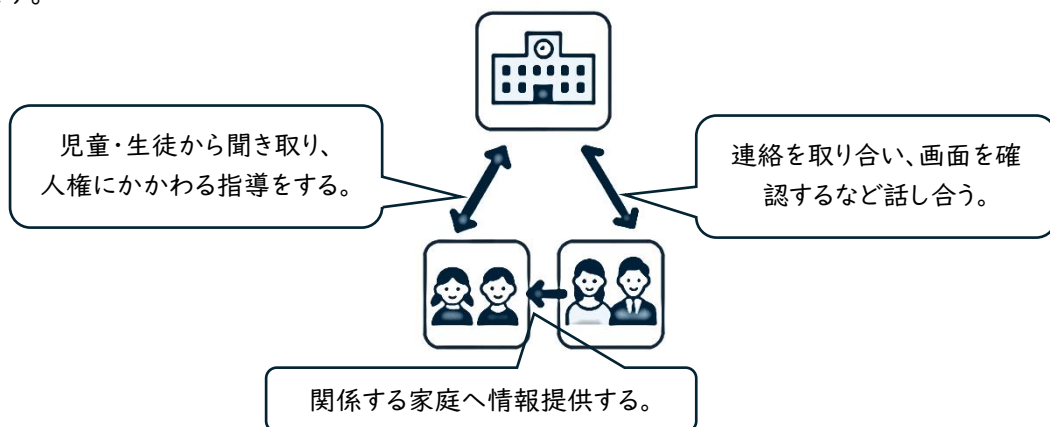 す。
児童・生徒から聞き取り、
人権にかかわる指導をする。
連絡を取り合い、画面を確
認するなど話し合う。
関係する家庭へ情報提供する。